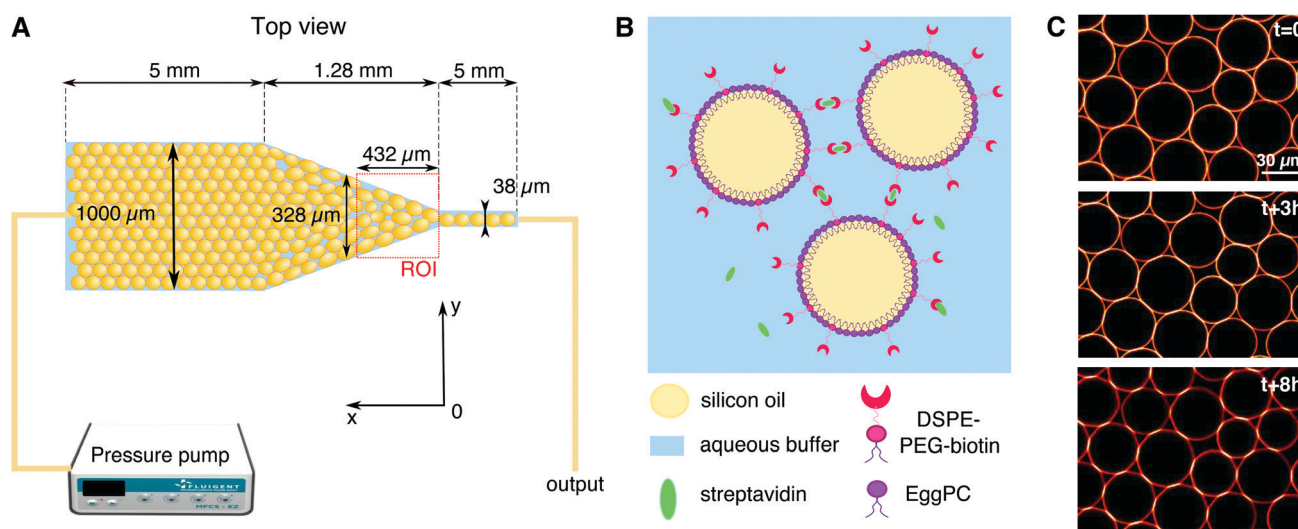 A
Top view
5 mm
1.28 mm
5 mm
432 µm
1000 µm
328 µm
38 µm
ROI
y
x
0
Pressure pump
FLUIGENT
MFCS - EZ
output
B
silicon oil
aqueous buffer
streptavidin
DSPE-
PEG-biotin
EggPC
C
t=0
30 µm
t+3h
t+8h